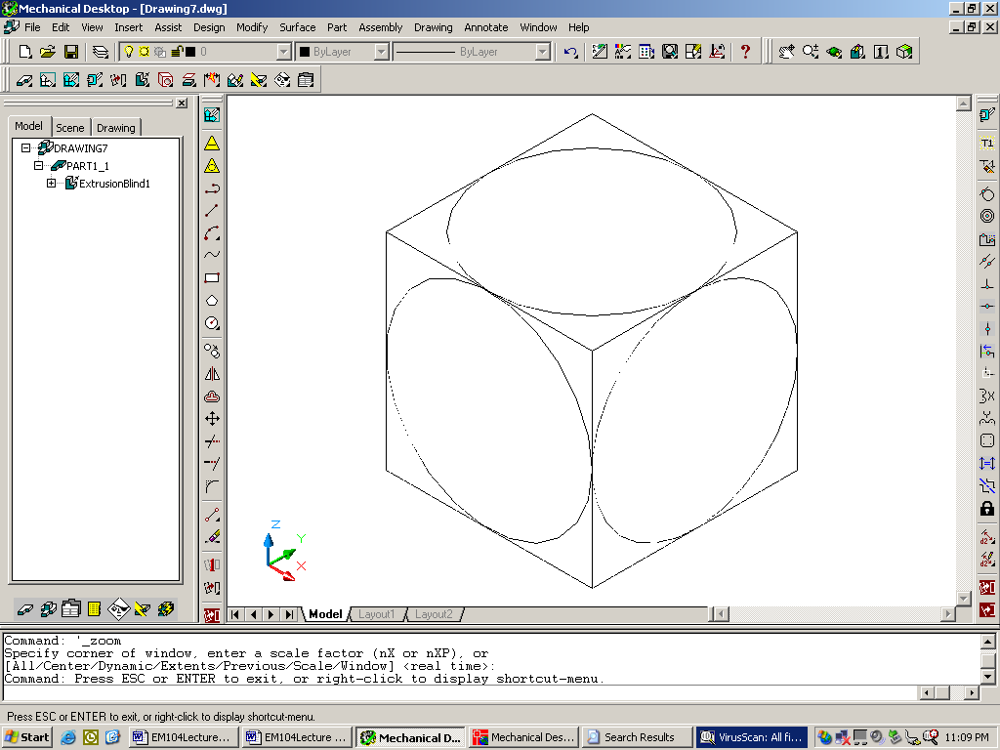 Mechanical Desktop - [Drawing7.dwg]
File Edit View Insert Assist Design Modify Surface Part Assembly Drawing Annotate Window Help
0 ByLayer ByLayer
Model Scene Drawing
DRAWING7
PART1_1
ExtrusionBlind1
T1
3x
Z
Y
X
d2
d2
Model Layout1 Layout2
Command: '_zoom
Specify corner of window, enter a scale factor (nX or nXP), or
[All/Center/Dynamic/Extents/Previous/Scale/Window] <real time>:
Command: Press ESC or ENTER to exit, or right-click to display shortcut-menu.
Press ESC or ENTER to exit, or right-click to display shortcut-menu.
Start EM104Lecture... EM104Lecture ... Mechanical D... Mechanical Des... Search Results VirusScan: All fi... 11:09 PM